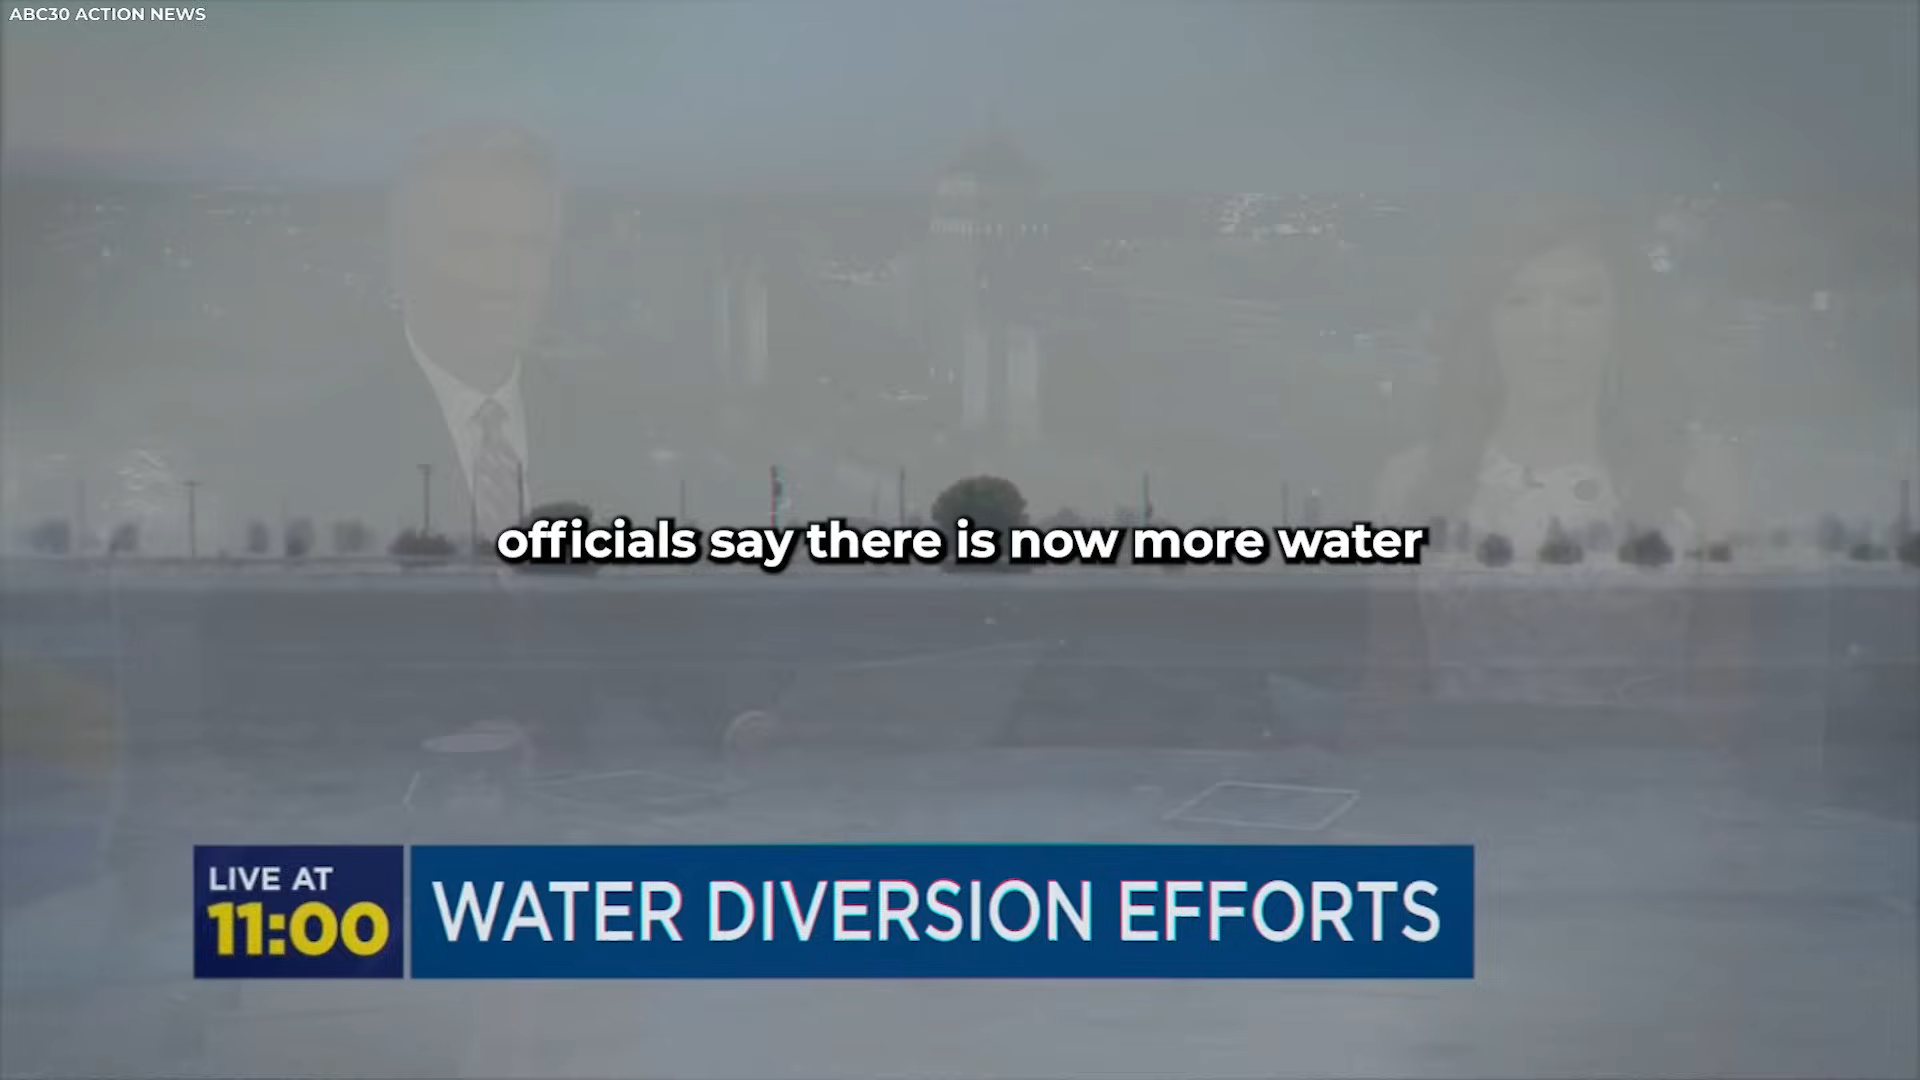 ABC30 ACTION NEWS
officials say there is now more water
LIVE AT
11:00
WATER DIVERSION EFFORTS